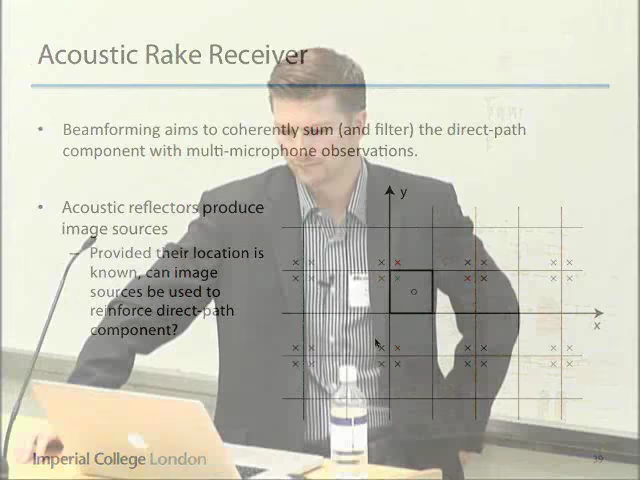 Acoustic Rake Receiver
• Beamforming aims to coherently sum (and filter) the direct-path
component with multi-microphone observations.
• Acoustic reflectors produce
image sources
– Provided their location is
known, can image
sources be used to
reinforce direct-path
component?
y
x
Imperial College London
39